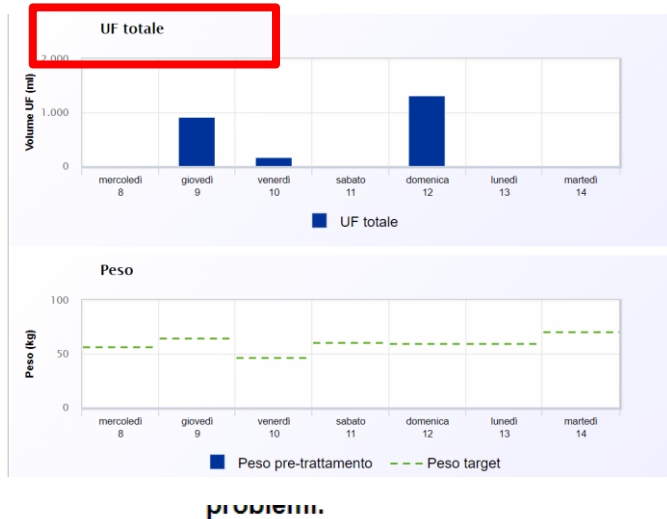 UF totale
2.000
Volume UF (ml)
1.000
0
mercoledì giovedì venerdì sabato domenica lunedì martedì
8 9 10 11 12 13 14
UF totale
Peso
100
Peso (kg)
50
0
mercoledì giovedì venerdì sabato domenica lunedì martedì
8 9 10 11 12 13 14
Peso pre-trattamento Peso target
problemi.